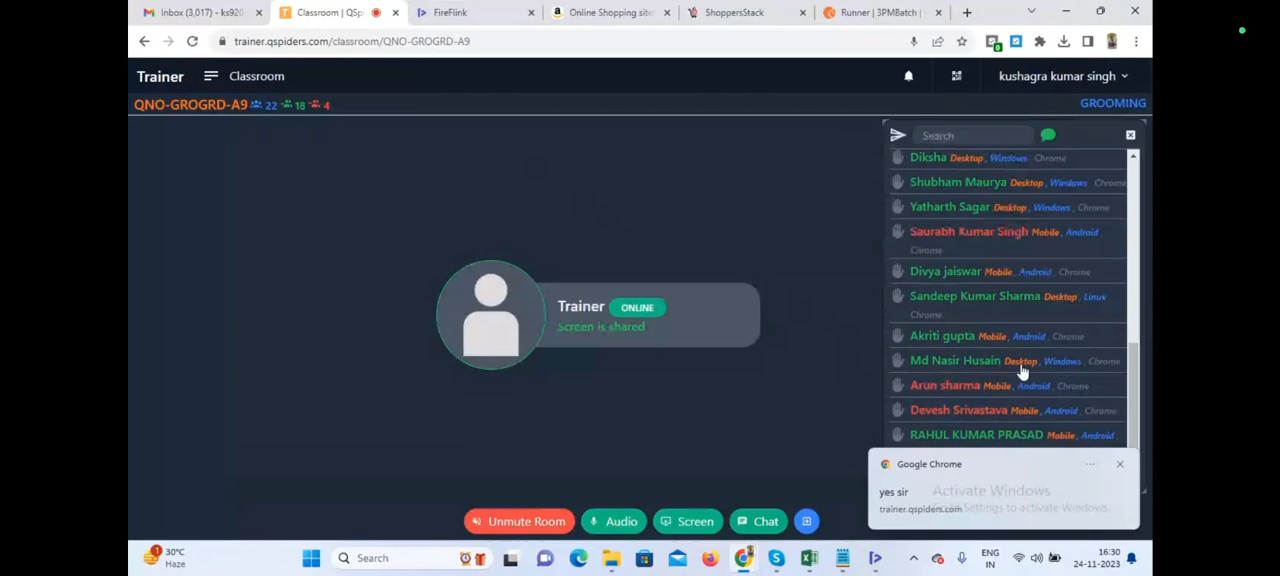 Inbox (3,017) - ks920
Classroom | QSp
FireFlink
Online Shopping site
ShoppersStack
Runner | 3PMBatch |
trainer.qspiders.com/classroom/QNO-GROGRD-A9
Trainer
Classroom
kushagra kumar singh
QNO-GROGRD-A9 22 18 4
GROOMING
Search
Diksha Desktop, Windows Chrome
Shubham Maurya Desktop, Windows Chrome
Yatharth Sagar Desktop, Windows, Chrome
Saurabh Kumar Singh Mobile, Android,
Chrome
Divya jaiswar Mobile, Android, Chrome
Sandeep Kumar Sharma Desktop, Linux
Chrome
Akriti gupta Mobile, Android, Chrome
Md Nasir Husain Desktop, Windows, Chrome
Arun sharma Mobile, Android, Chrome
Devesh Srivastava Mobile, Android, Chrome
RAHUL KUMAR PRASAD Mobile, Android,
Trainer ONLINE
Screen is shared
Google Chrome
yes sir
trainer.qspiders.com
Activate Windows
Settings to activate Windows.
Unmute Room
Audio
Screen
Chat
30°C
Haze
Search
ENG
IN
16:30
24-11-2023